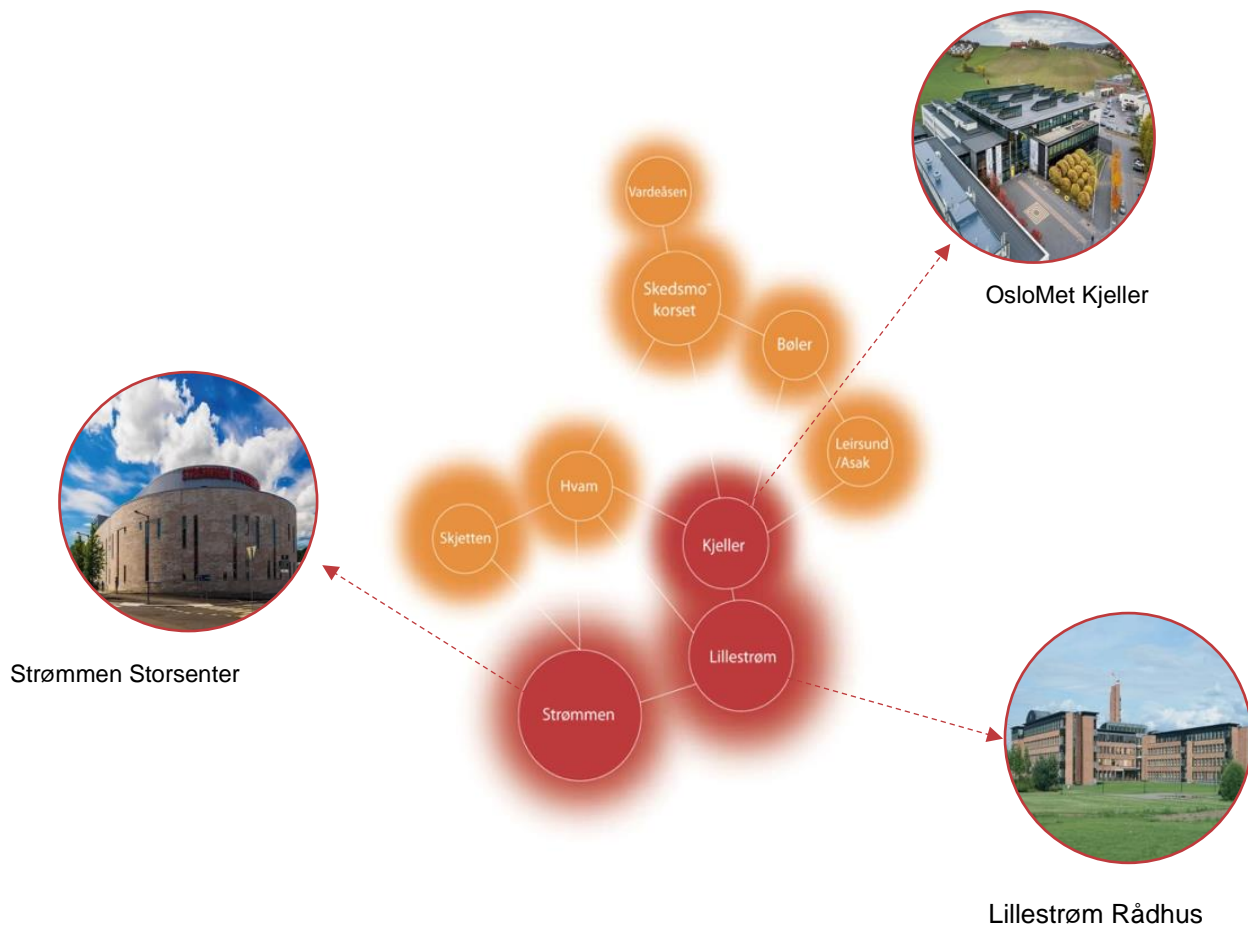 OsloMet Kjeller
Vardeåsen
Skedsmo-
korset
Bøler
Leirsund
/Asak
Hvam
Skjetten
Kjeller
Lillestrøm
Strømmen
Strømmen Storsenter
Lillestrøm Rådhus